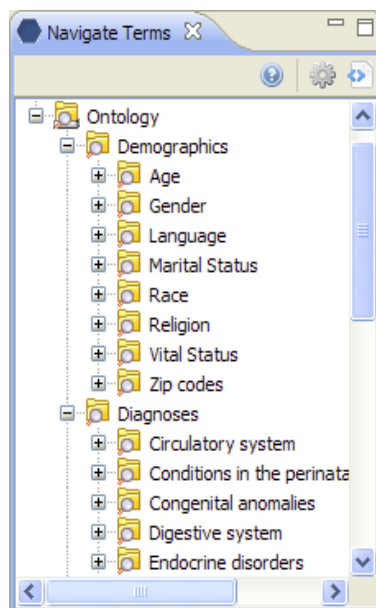 Navigate Terms
Ontology
Demographics
Age
Gender
Language
Marital Status
Race
Religion
Vital Status
Zip codes
Diagnoses
Circulatory system
Conditions in the perinata
Congenital anomalies
Digestive system
Endocrine disorders